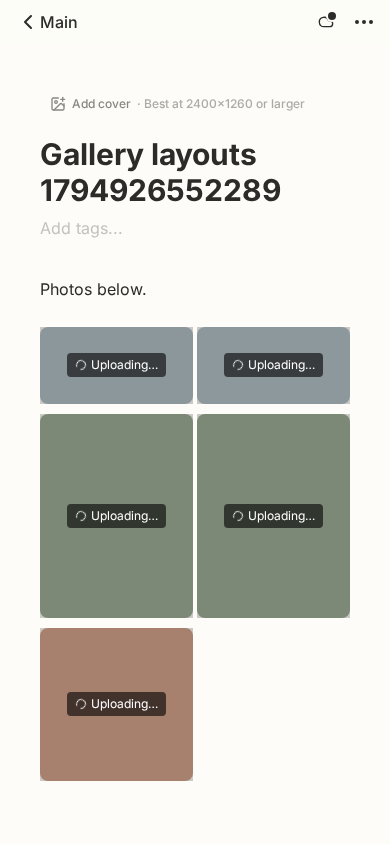 Main
Add cover · Best at 2400×1260 or larger
Gallery layouts
1794926552289
Add tags...
Photos below.
Uploading... Uploading...
Uploading... Uploading...
Uploading...